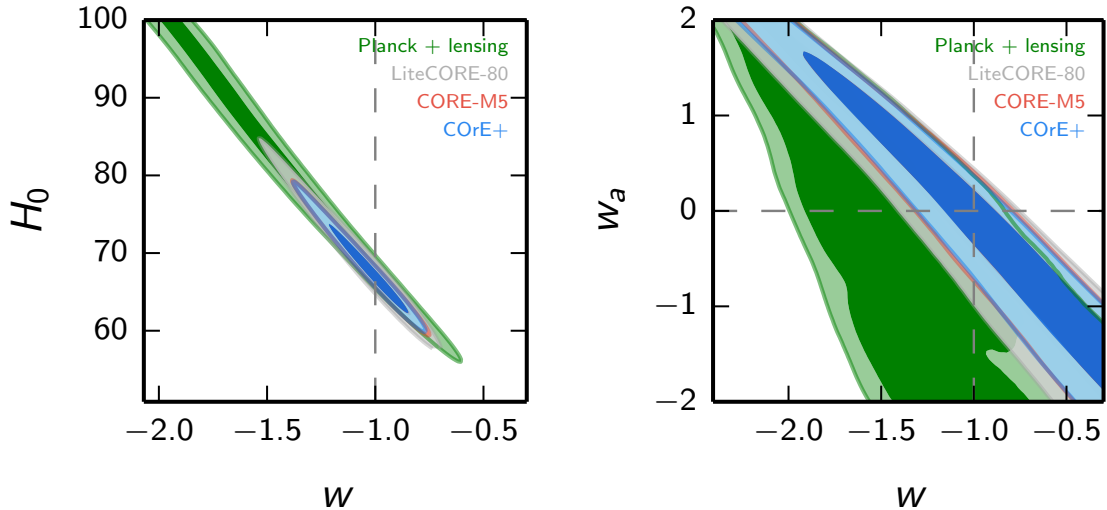 100
90
80
70
60
H₀
−2.0 −1.5 −1.0 −0.5
w
Planck + lensing
LiteCORE-80
CORE-M5
COrE+
2
1
0
−1
−2
wₐ
−2.0 −1.5 −1.0 −0.5
w
Planck + lensing
LiteCORE-80
CORE-M5
COrE+